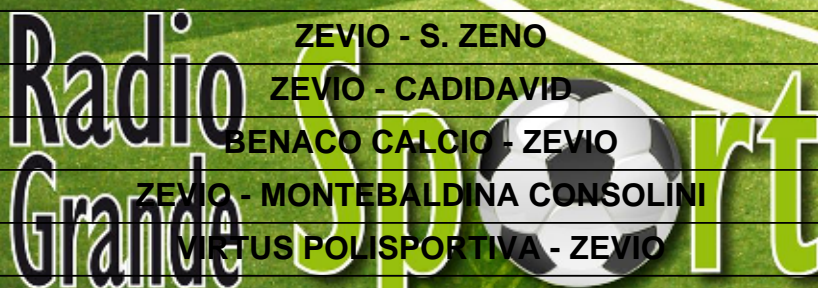 Radio
Grande
Sport
ZEVIO - S. ZENO
ZEVIO - CADIDAVID
BENACO CALCIO - ZEVIO
ZEVIO - MONTEBALDINA CONSOLINI
VIRTUS POLISPORTIVA - ZEVIO